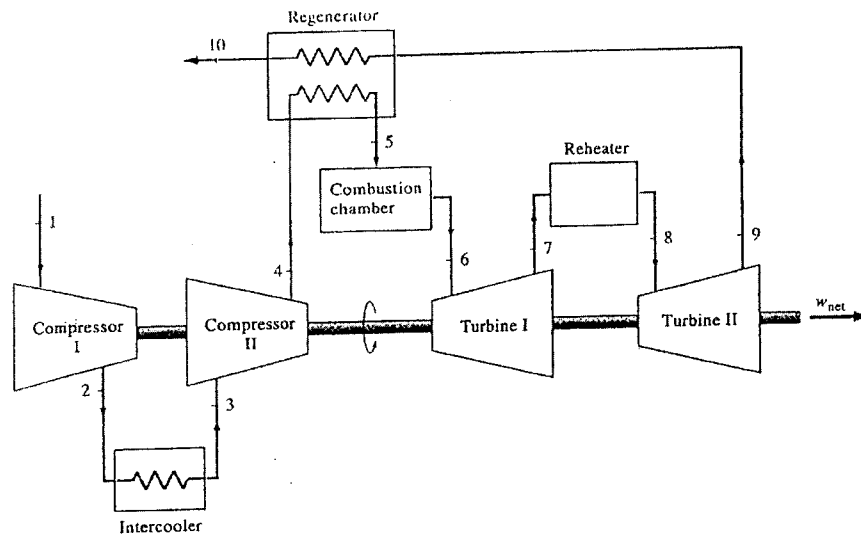 Regenerator
10
5
Reheater
Combustion
chamber
1
4
6
7
8
9
w_net
Compressor
I
Compressor
II
Turbine I
Turbine II
2
3
Intercooler